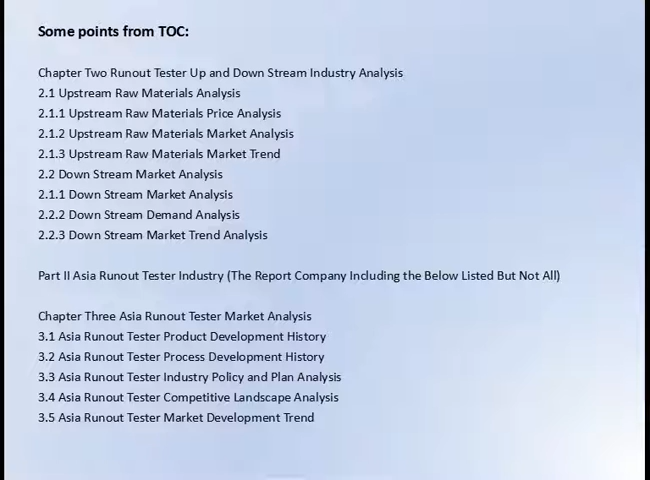 Some points from TOC:
Chapter Two Runout Tester Up and Down Stream Industry Analysis
2.1 Upstream Raw Materials Analysis
2.1.1 Upstream Raw Materials Price Analysis
2.1.2 Upstream Raw Materials Market Analysis
2.1.3 Upstream Raw Materials Market Trend
2.2 Down Stream Market Analysis
2.1.1 Down Stream Market Analysis
2.2.2 Down Stream Demand Analysis
2.2.3 Down Stream Market Trend Analysis
Part II Asia Runout Tester Industry (The Report Company Including the Below Listed But Not All)
Chapter Three Asia Runout Tester Market Analysis
3.1 Asia Runout Tester Product Development History
3.2 Asia Runout Tester Process Development History
3.3 Asia Runout Tester Industry Policy and Plan Analysis
3.4 Asia Runout Tester Competitive Landscape Analysis
3.5 Asia Runout Tester Market Development Trend